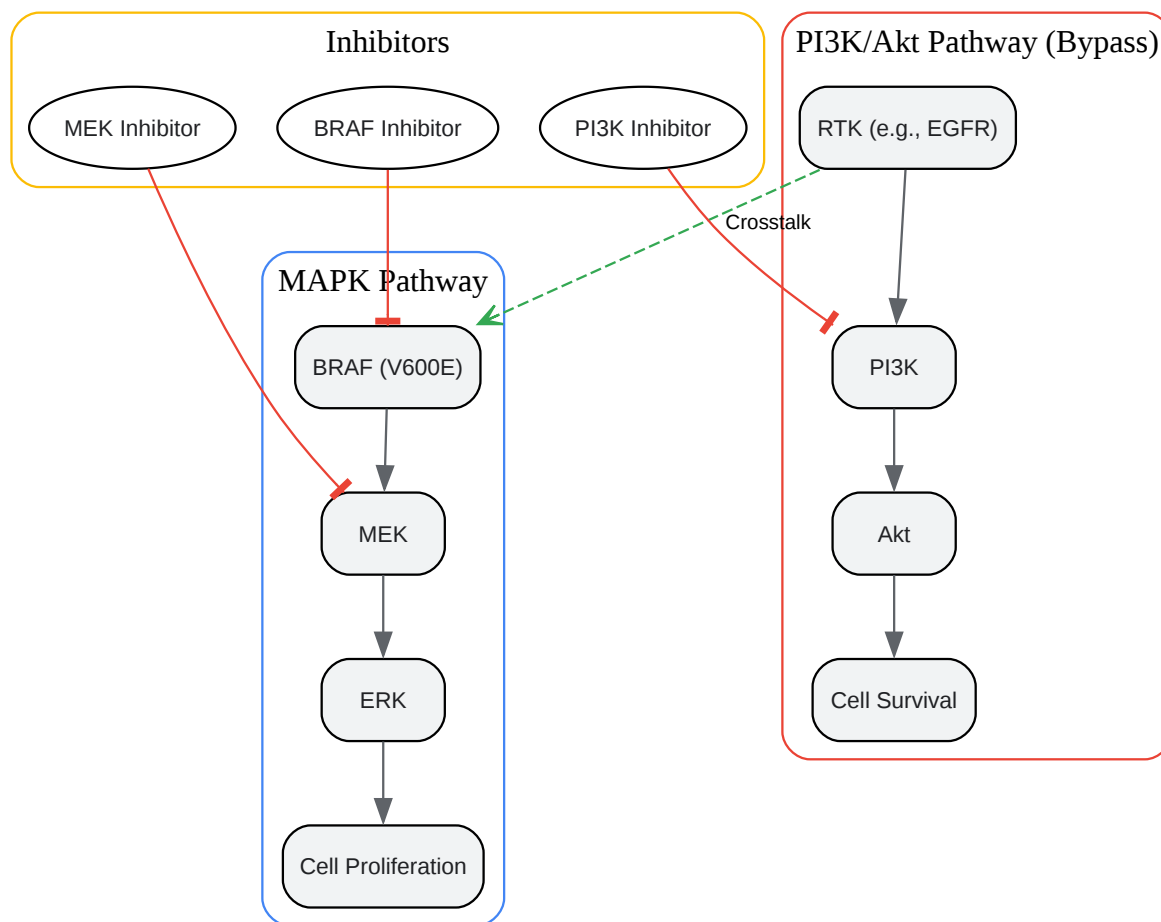 Inhibitors
PI3K/Akt Pathway (Bypass)
MEK Inhibitor
BRAF Inhibitor
PI3K Inhibitor
RTK (e.g., EGFR)
Crosstalk
MAPK Pathway
BRAF (V600E)
PI3K
MEK
Akt
ERK
Cell Survival
Cell Proliferation